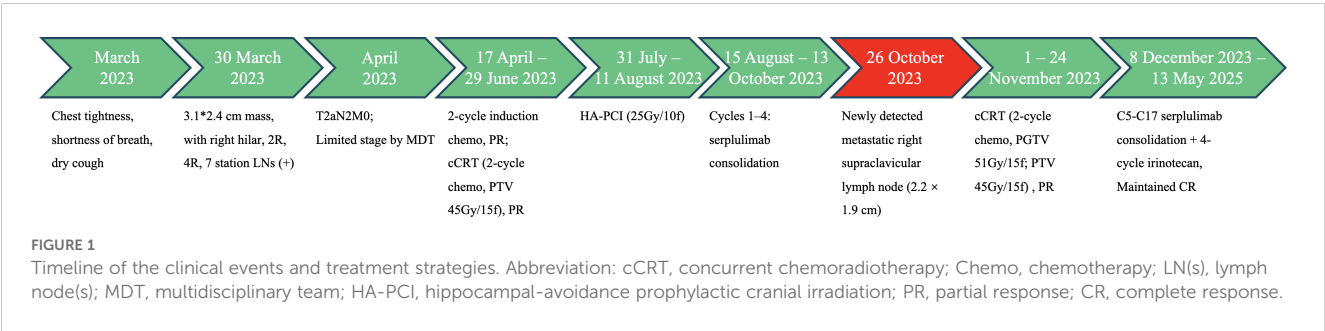 March
2023
30 March
2023
April
2023
17 April –
29 June 2023
31 July –
11 August 2023
15 August – 13
October 2023
26 October
2023
1 – 24
November 2023
8 December 2023 –
13 May 2025
Chest tightness,
shortness of breath,
dry cough
3.1*2.4 cm mass,
with right hilar, 2R,
4R, 7 station LNs (+)
T2aN2M0;
Limited stage by MDT
2-cycle induction
chemo, PR;
cCRT (2-cycle
chemo, PTV
45Gy/15f), PR
HA-PCI (25Gy/10f)
Cycles 1–4:
serplulimab
consolidation
Newly detected
metastatic right
supraclavicular
lymph node (2.2 ×
1.9 cm)
cCRT (2-cycle
chemo, PGTV
51Gy/15f; PTV
45Gy/15f) , PR
C5-C17 serplulimab
consolidation + 4-
cycle irinotecan,
Maintained CR
FIGURE 1
Timeline of the clinical events and treatment strategies. Abbreviation: cCRT, concurrent chemoradiotherapy; Chemo, chemotherapy; LN(s), lymph
node(s); MDT, multidisciplinary team; HA-PCI, hippocampal-avoidance prophylactic cranial irradiation; PR, partial response; CR, complete response.